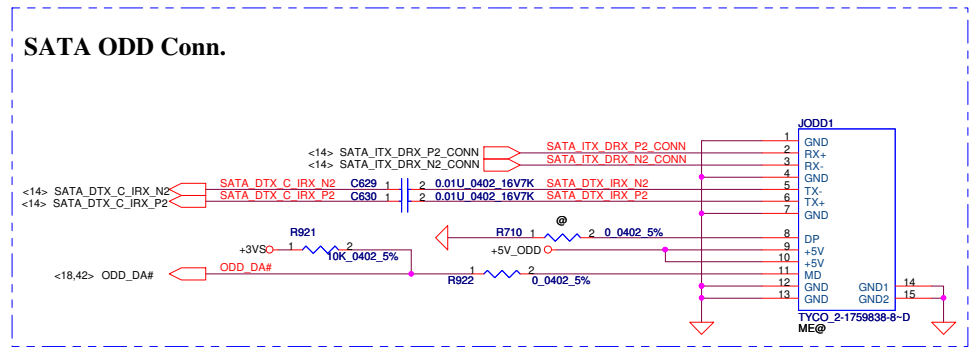 SATA ODD Conn.
JODD1
<14> SATA_ITX_DRX_P2_CONN SATA_ITX_DRX_P2_CONN 1 GND
<14> SATA_ITX_DRX_N2_CONN SATA_ITX_DRX_N2_CONN 2 RX+
3 RX-
4 GND
<14> SATA_DTX_C_IRX_N2 SATA_DTX_C_IRX_N2 C629 1 2 0.01U_0402_16V7K SATA_DTX_IRX_N2 5 TX-
<14> SATA_DTX_C_IRX_P2 SATA_DTX_C_IRX_P2 C630 1 2 0.01U_0402_16V7K SATA_DTX_IRX_P2 6 TX+
7 GND
@
R710 1 2 0_0402_5% 8 DP
R921
+3VS 1 2 +5V_ODD 9 +5V
10K_0402_5% 10 +5V
<18,42> ODD_DA# ODD_DA# 1 2 11 MD
R922 0_0402_5% 12 GND GND1 14
13 GND GND2 15
TYCO_2-1759838-8~D
ME@